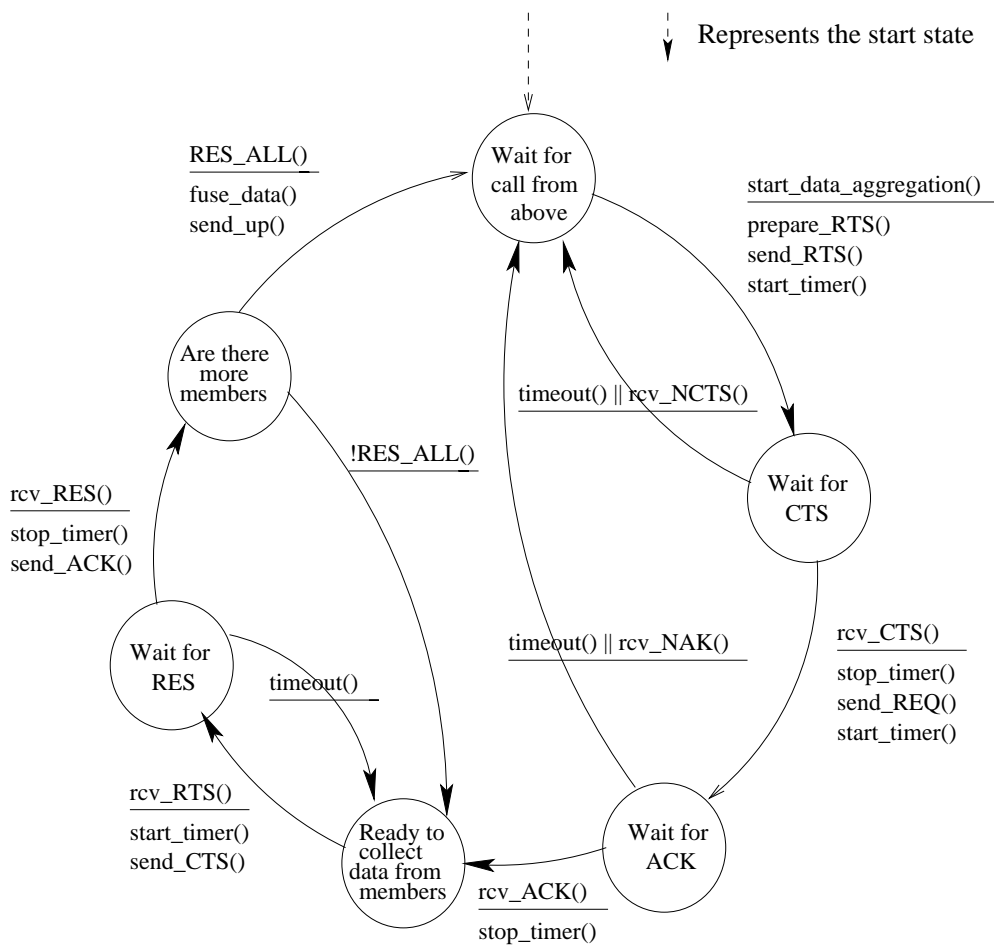 Represents the start state
Wait for
call from
above
RES_ALL()
fuse_data()
send_up()
start_data_aggregation()
prepare_RTS()
send_RTS()
start_timer()
Are there
more
members
timeout() || rcv_NCTS()
!RES_ALL()
Wait for
CTS
rcv_RES()
stop_timer()
send_ACK()
Wait for
RES
timeout()
timeout() || rcv_NAK()
rcv_CTS()
stop_timer()
send_REQ()
start_timer()
rcv_RTS()
start_timer()
send_CTS()
Ready to
collect
data from
members
Wait for
ACK
rcv_ACK()
stop_timer()